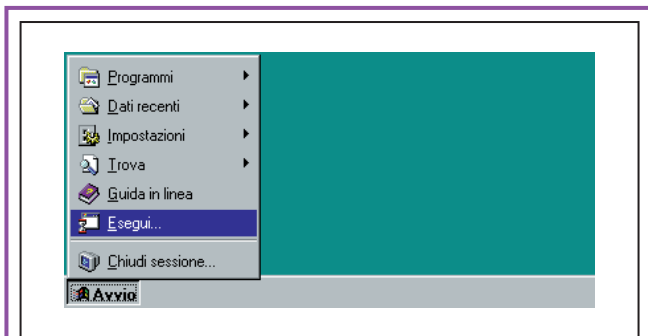 Programmi
Dati recenti
Impostazioni
Trova
Guida in linea
Esegui...
Chiudi sessione...
Avvio